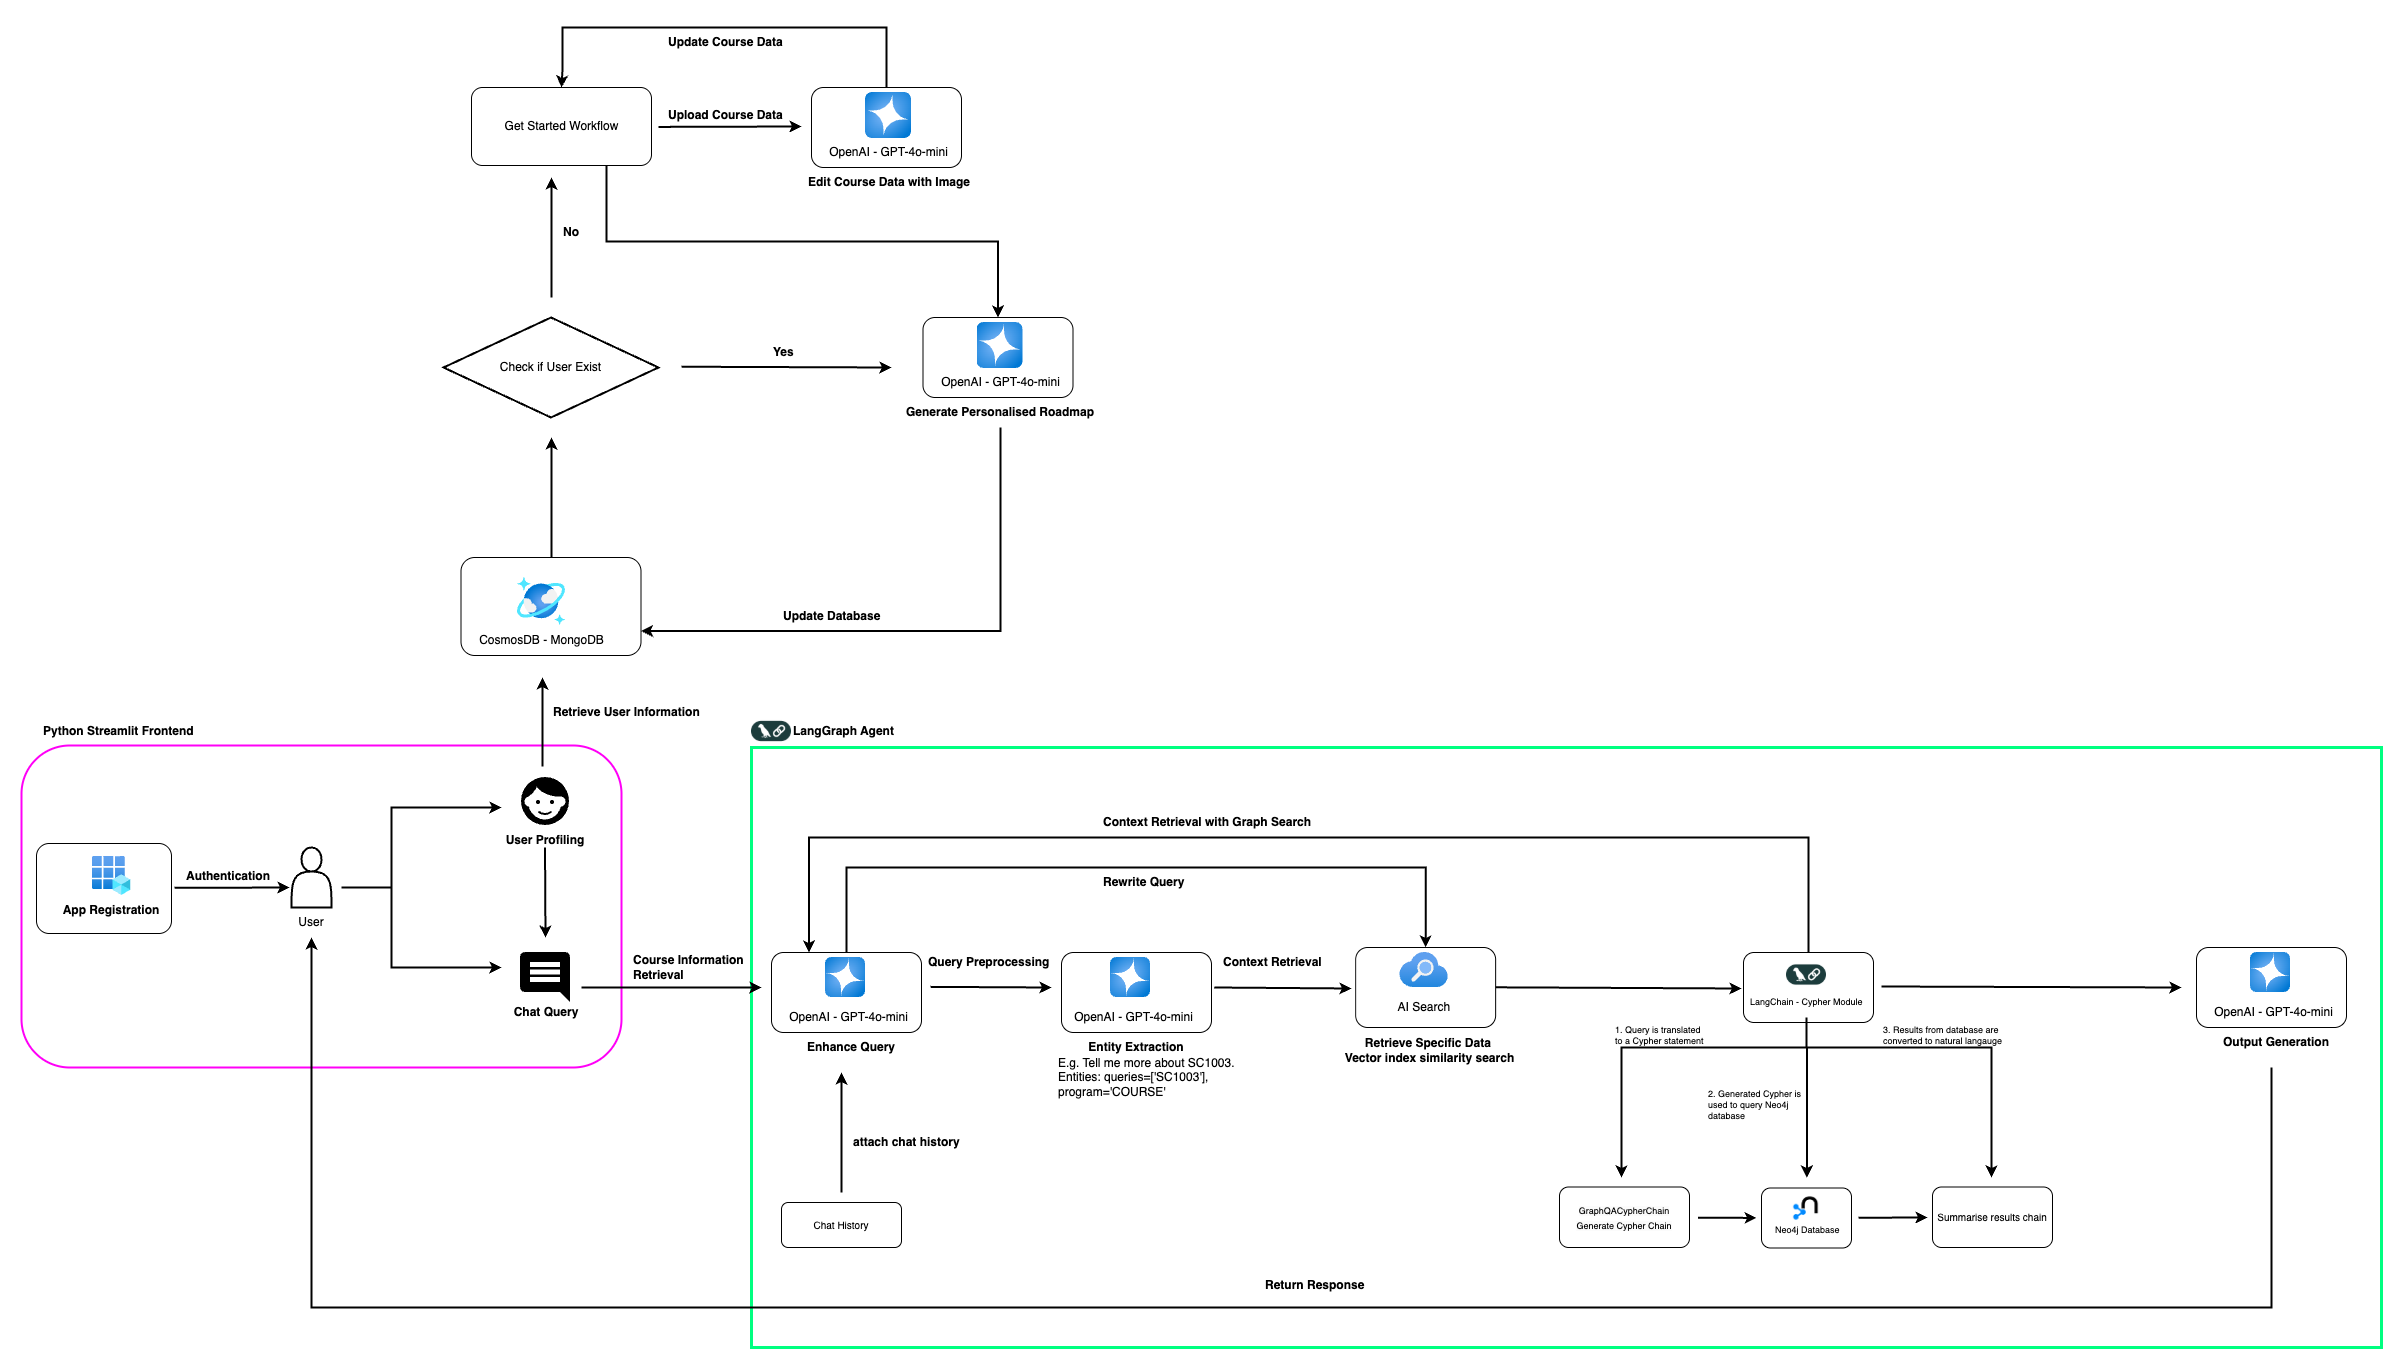 Update Course Data
Get Started Workflow
Upload Course Data
OpenAI - GPT-4o-mini
Edit Course Data with Image
No
Check if User Exist
Yes
OpenAI - GPT-4o-mini
Generate Personalised Roadmap
CosmosDB - MongoDB
Update Database
Retrieve User Information
Python Streamlit Frontend
App Registration
Authentication
User
User Profiling
Chat Query
Course Information
Retrieval
LangGraph Agent
Context Retrieval with Graph Search
Rewrite Query
OpenAI - GPT-4o-mini
Enhance Query
Query Preprocessing
OpenAI - GPT-4o-mini
Entity Extraction
E.g. Tell me more about SC1003.
Entities: queries=['SC1003'],
program='COURSE'
Context Retrieval
AI Search
Retrieve Specific Data
Vector index similarity search
LangChain - Cypher Module
1. Query is translated
to a Cypher statement
2. Generated Cypher is
used to query Neo4j
database
3. Results from database are
converted to natural langauge
OpenAI - GPT-4o-mini
Output Generation
attach chat history
Chat History
GraphQACypherChain
Generate Cypher Chain
Neo4j Database
Summarise results chain
Return Response